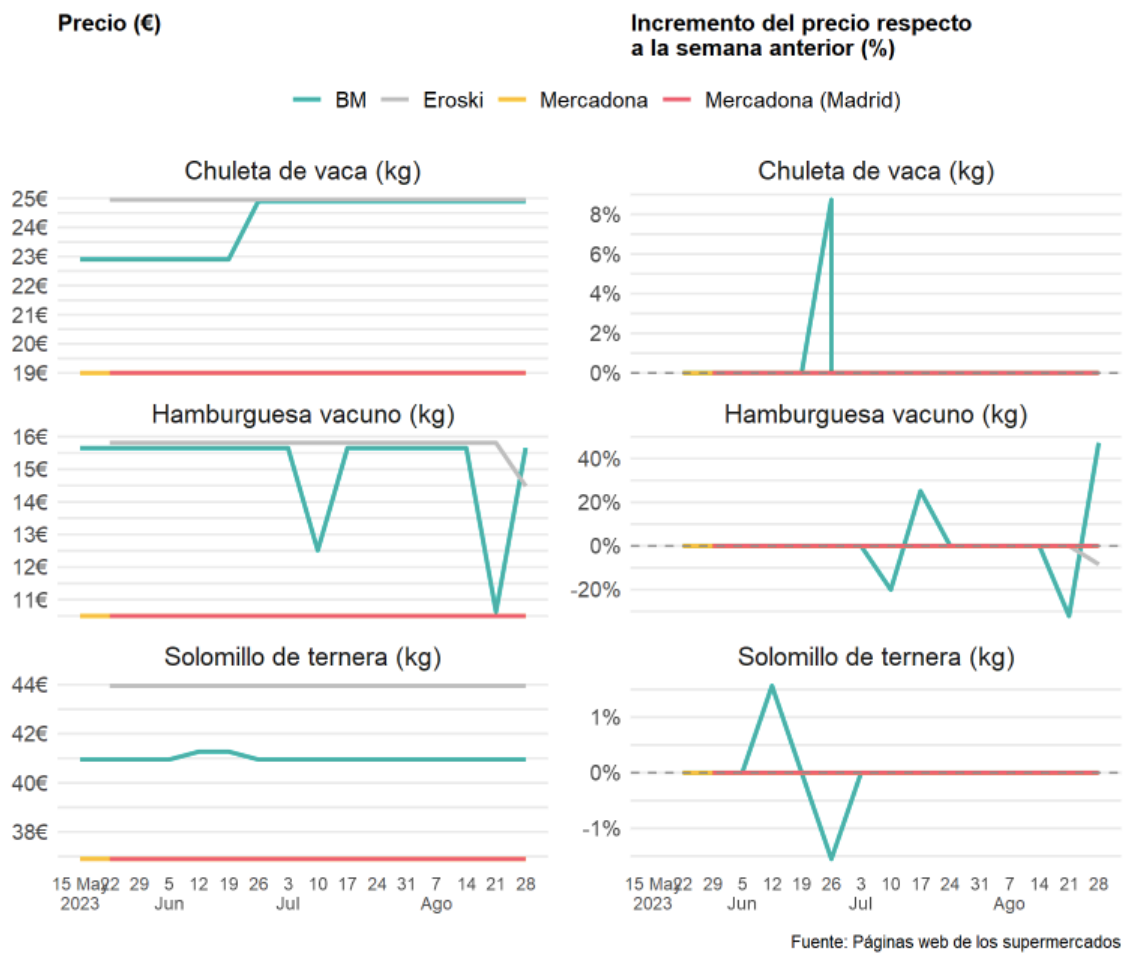 Precio (€)
Incremento del precio respecto
a la semana anterior (%)
BM Eroski Mercadona Mercadona (Madrid)
Chuleta de vaca (kg)
25€
24€
23€
22€
21€
20€
19€
Chuleta de vaca (kg)
8%
6%
4%
2%
0%
Hamburguesa vacuno (kg)
16€
15€
14€
13€
12€
11€
Hamburguesa vacuno (kg)
40%
20%
0%
-20%
Solomillo de ternera (kg)
44€
42€
40€
38€
Solomillo de ternera (kg)
1%
0%
-1%
15 May 22 29 5 12 19 26 3 10 17 24 31 7 14 21 28
2023 Jun Jul Ago
15 May 22 29 5 12 19 26 3 10 17 24 31 7 14 21 28
2023 Jun Jul Ago
Fuente: Páginas web de los supermercados